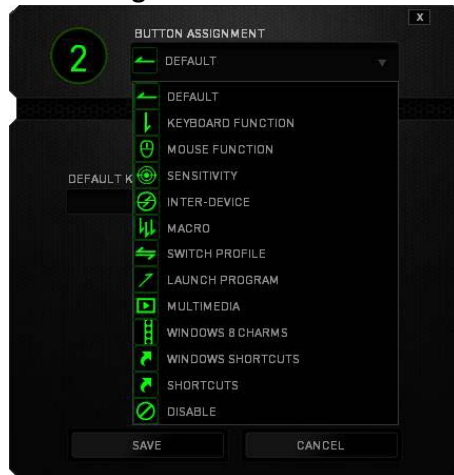 X
BUTTON ASSIGNMENT
2
DEFAULT
DEFAULT
KEYBOARD FUNCTION
MOUSE FUNCTION
DEFAULT K
SENSITIVITY
INTER-DEVICE
MACRO
SWITCH PROFILE
LAUNCH PROGRAM
MULTIMEDIA
WINDOWS 8 CHARMS
WINDOWS SHORTCUTS
SHORTCUTS
DISABLE
SAVE CANCEL